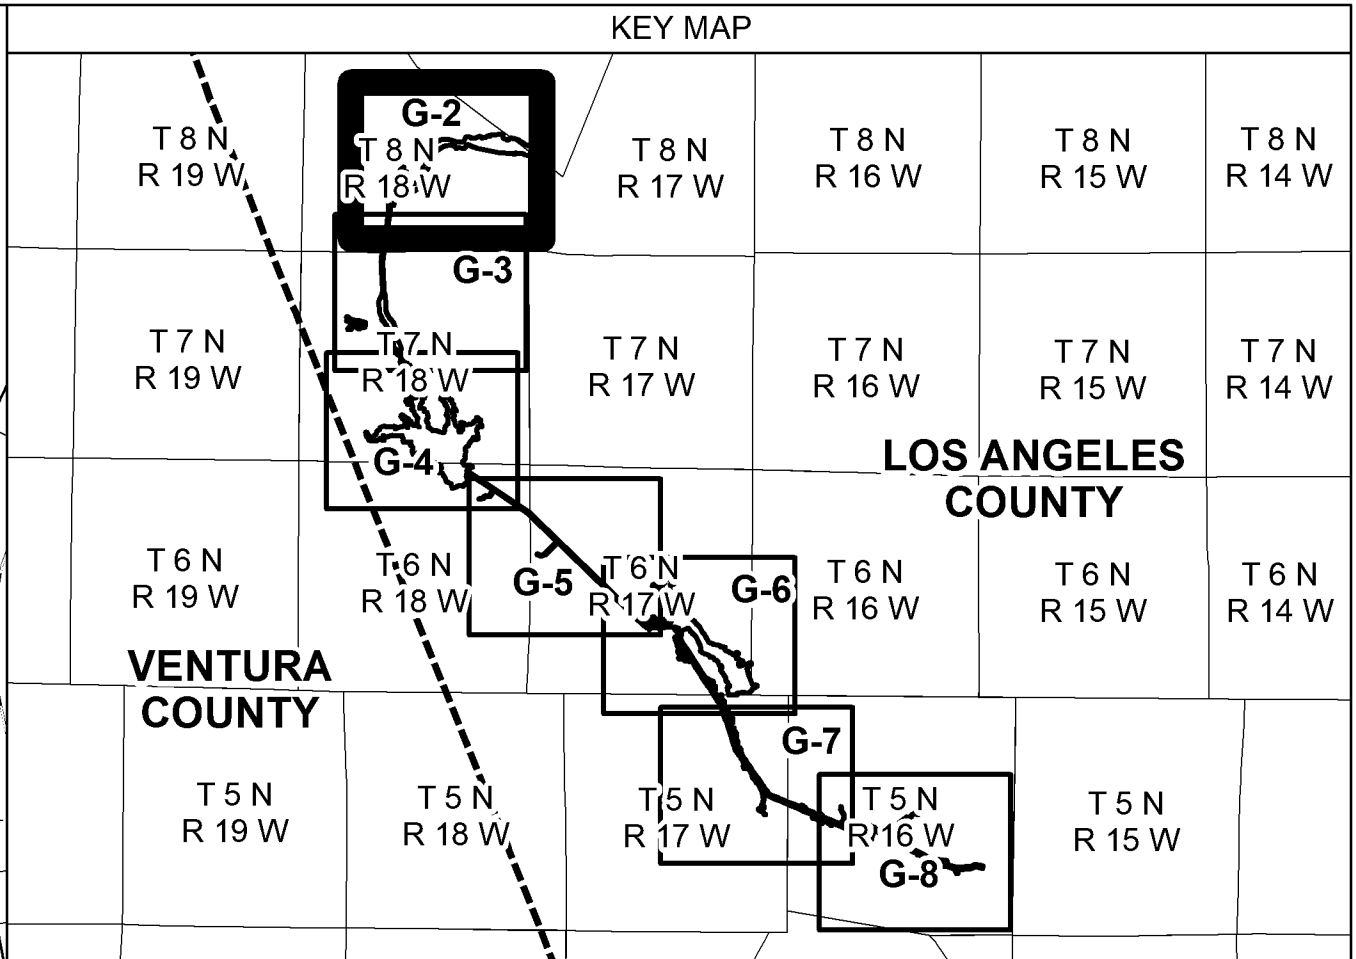 KEY MAP
G-2
T 8 N
R 19 W
T 8 N
R 18 W
T 8 N
R 17 W
T 8 N
R 16 W
T 8 N
R 15 W
T 8 N
R 14 W
G-3
T 7 N
R 19 W
T 7 N
R 18 W
T 7 N
R 17 W
T 7 N
R 16 W
T 7 N
R 15 W
T 7 N
R 14 W
G-4
LOS ANGELES
COUNTY
T 6 N
R 19 W
T 6 N
R 18 W
G-5
T 6 N
R 17 W
G-6
T 6 N
R 16 W
T 6 N
R 15 W
T 6 N
R 14 W
VENTURA
COUNTY
G-7
T 5 N
R 19 W
T 5 N
R 18 W
T 5 N
R 17 W
T 5 N
R 16 W
G-8
T 5 N
R 15 W